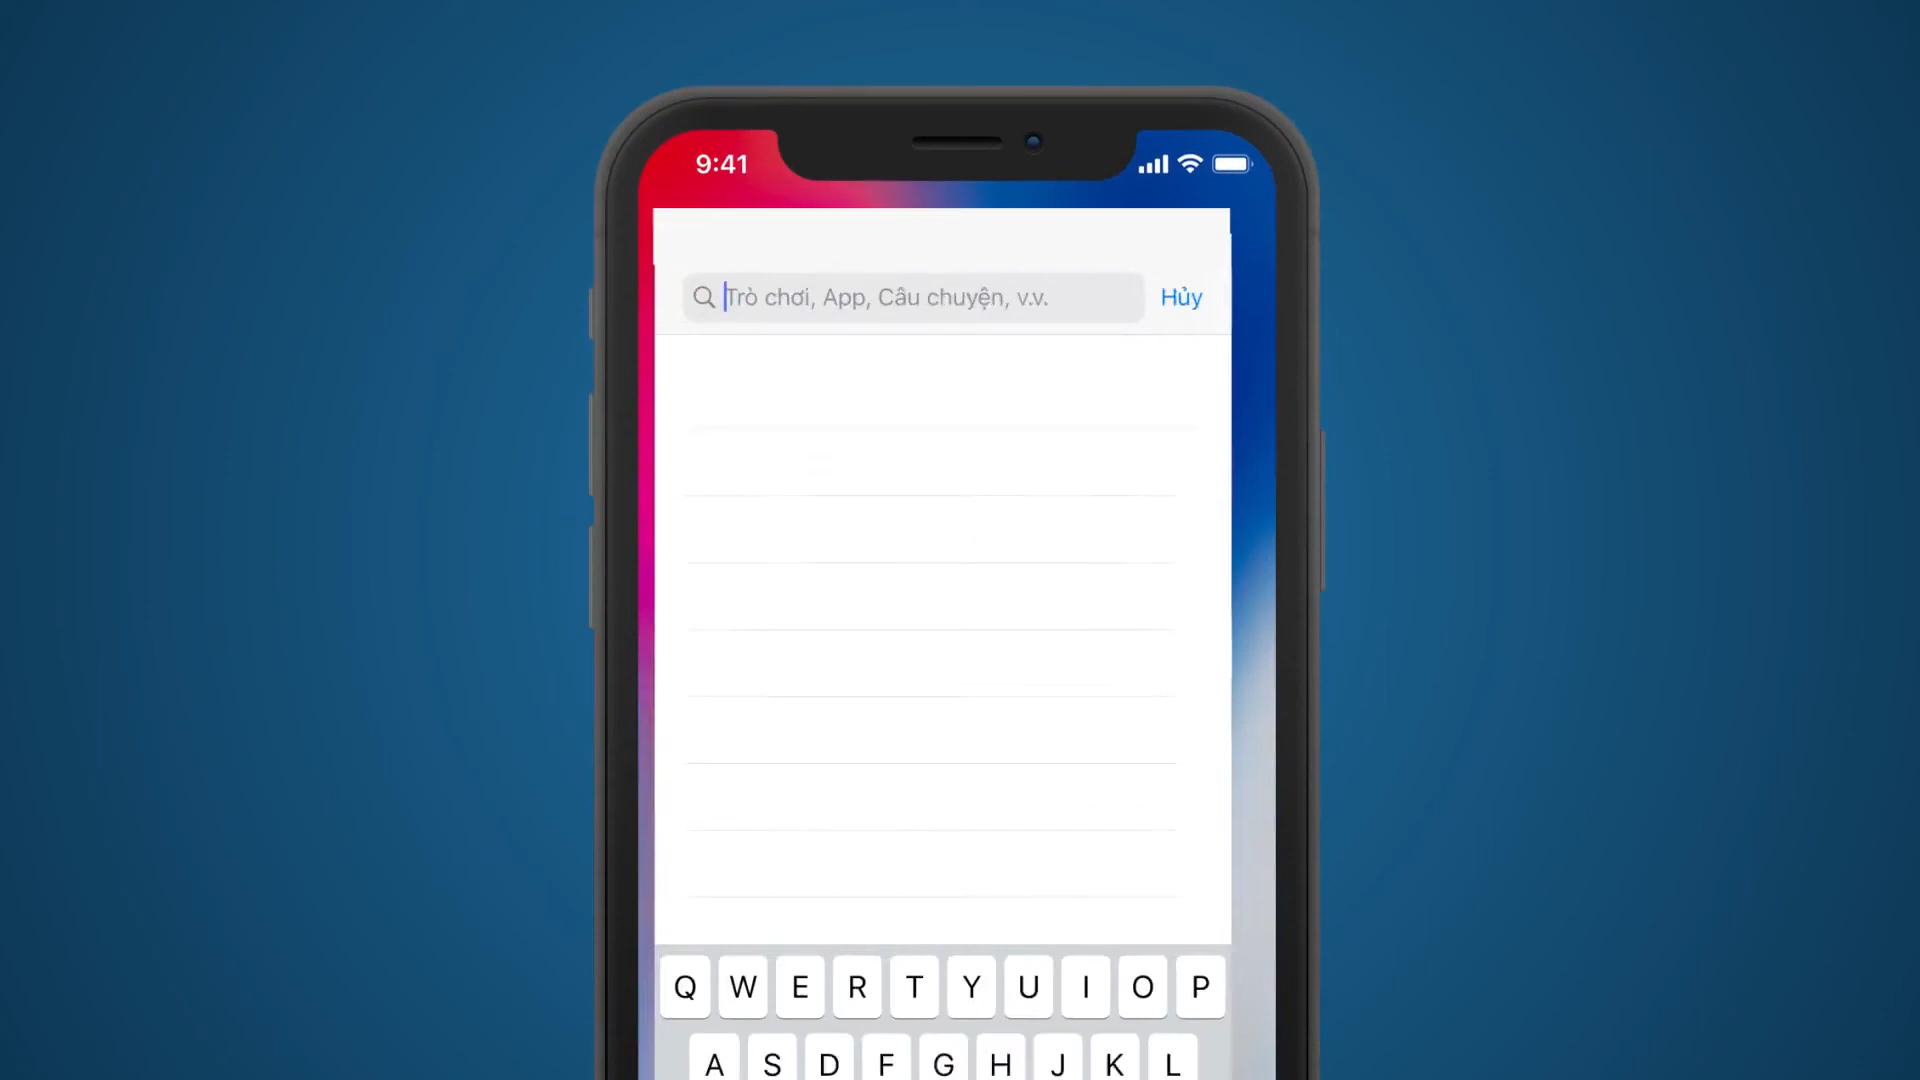 9:41
Trò chơi, App, Câu chuyện, v.v. Hủy
Q W E R T Y U I O P
A S D F G H J K L